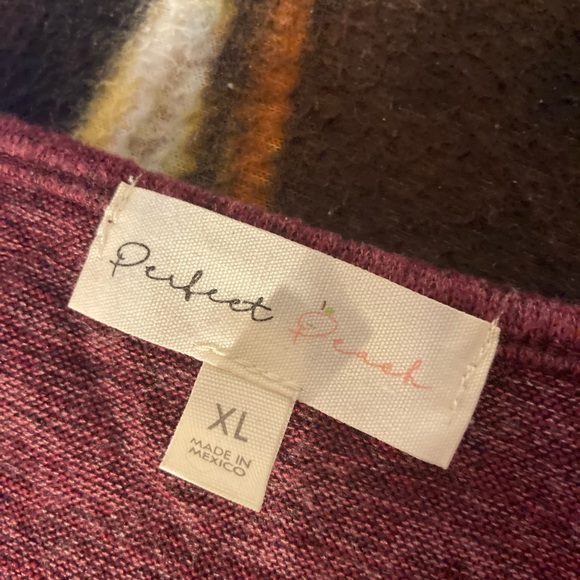 Perfect Peach
XL
MADE IN
MEXICO